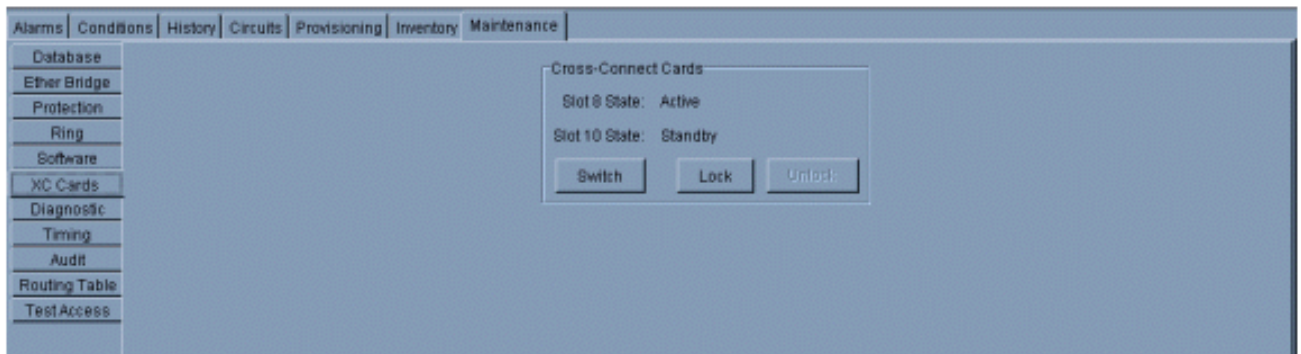 Alarms Conditions History Circuits Provisioning Inventory Maintenance
Database
Ether Bridge
Protection
Ring
Software
XC Cards
Diagnostic
Timing
Audit
Routing Table
Test Access
Cross-Connect Cards
Slot 8 State: Active
Slot 10 State: Standby
Switch Lock Unlock